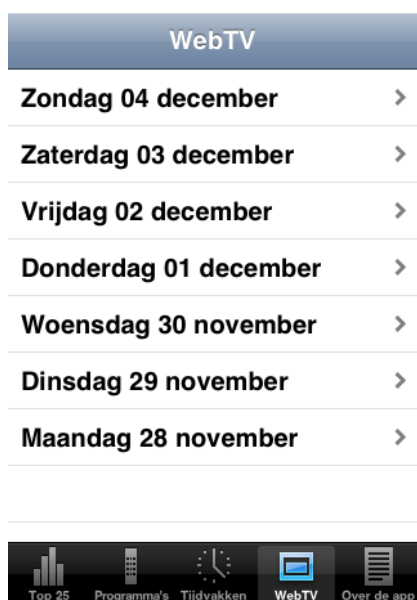 WebTV
Zondag 04 december
Zaterdag 03 december
Vrijdag 02 december
Donderdag 01 december
Woensdag 30 november
Dinsdag 29 november
Maandag 28 november
Top 25 Programma's Tijdvakken WebTV Over de app